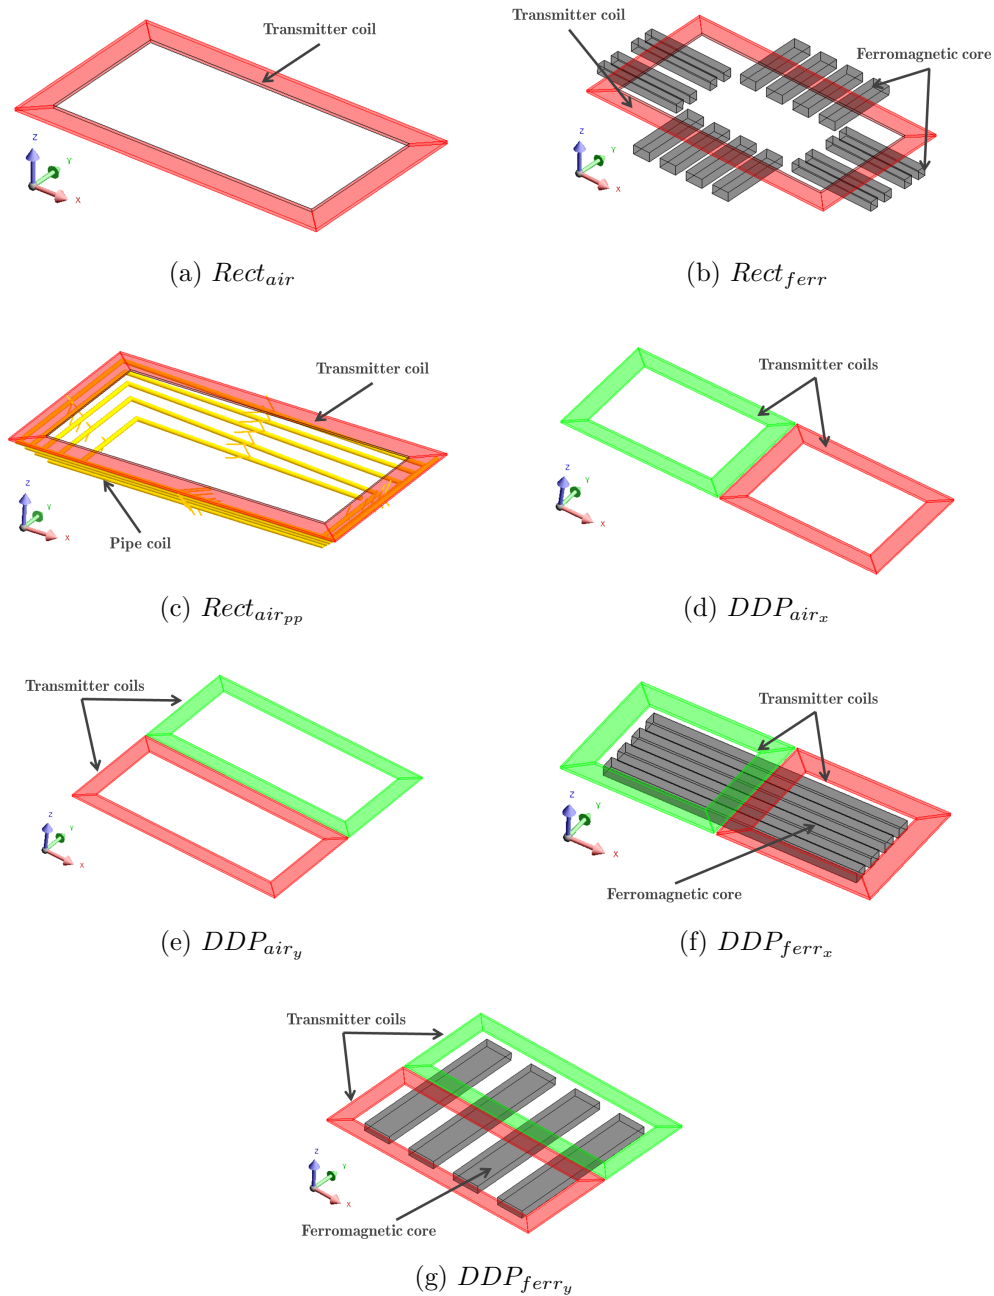 Transmitter coil
Z
Y
X
(a) Rect_air
Transmitter coil
Ferromagnetic core
Z
Y
X
(b) Rect_ferr
Transmitter coil
Z
Y
X
Pipe coil
(c) Rect_air_pp
Transmitter coils
Z
Y
X
(d) DDP_air_x
Transmitter coils
Z
Y
X
(e) DDP_air_y
Transmitter coils
Z
Y
X
Ferromagnetic core
(f) DDP_ferr_x
Transmitter coils
Z
Y
X
Ferromagnetic core
(g) DDP_ferr_y